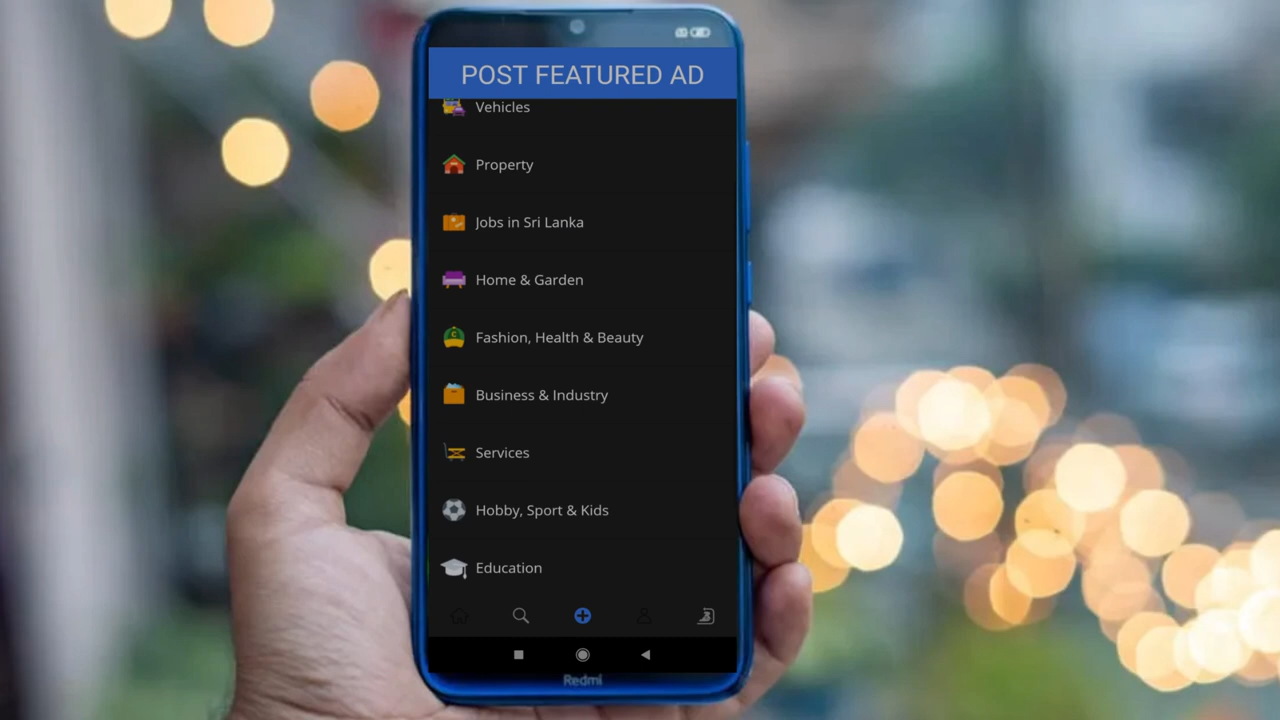 POST FEATURED AD
Vehicles
Property
Jobs in Sri Lanka
Home & Garden
Fashion, Health & Beauty
Business & Industry
Services
Hobby, Sport & Kids
Education
Redmi